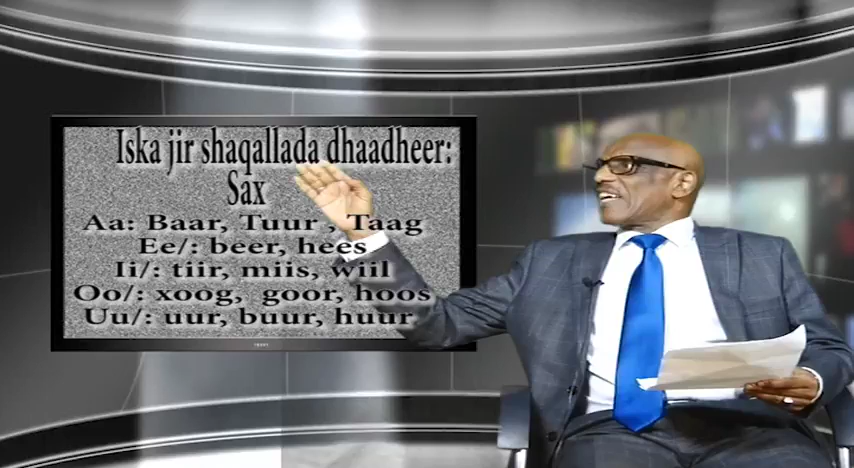 Iska jir shaqallada dhaadheer:
Sax
Aa: Baar, Tuur , Taag
Ee/: beer, hees
Ii/: tiir, miis, wiil
Oo/: xoog, goor, hoos
Uu/: uur, buur, huur